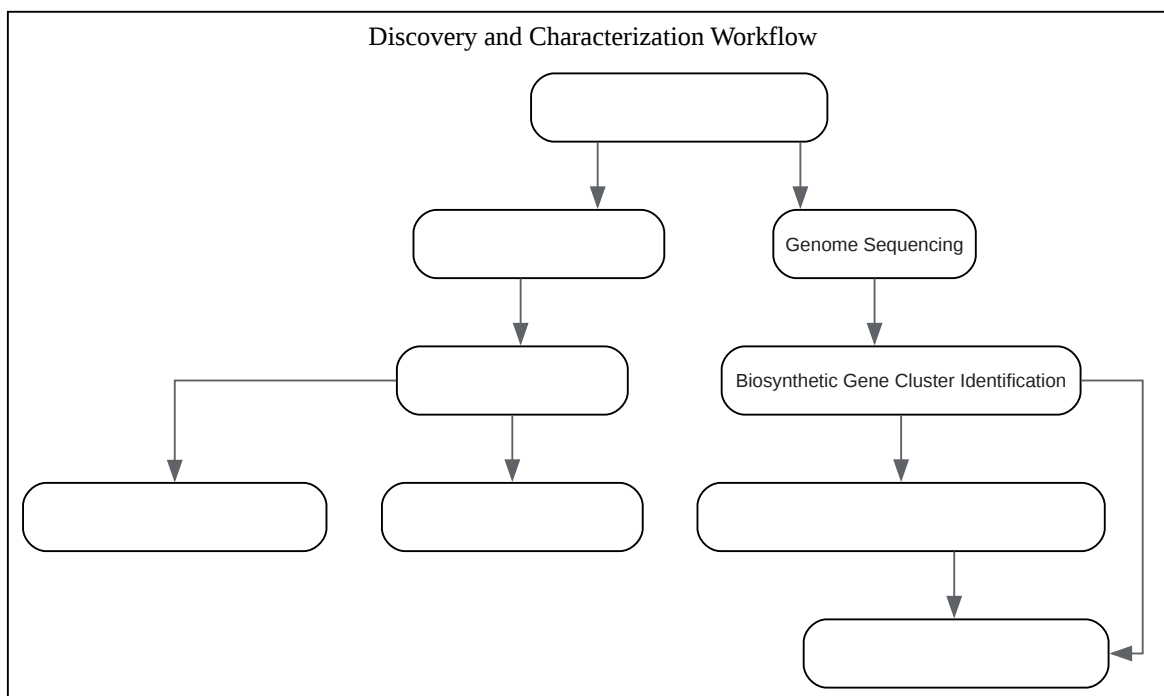 Discovery and Characterization Workflow
Genome Sequencing
Biosynthetic Gene Cluster Identification